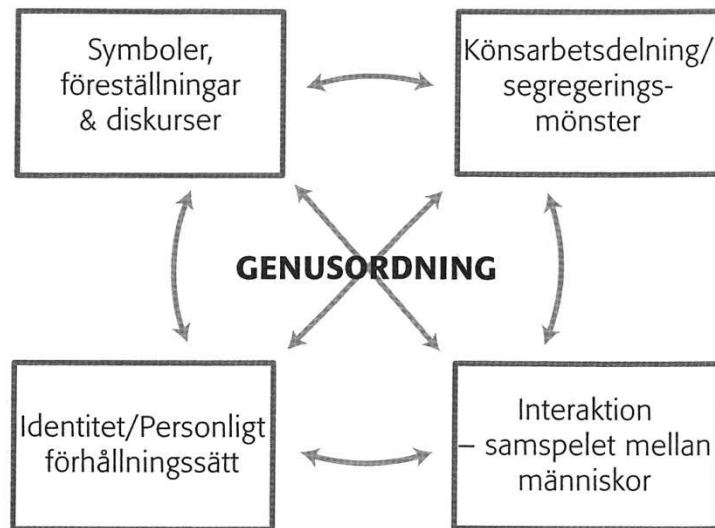 Symboler,
föreställningar
& diskurser
Könsarbetsdelning/
segregerings-
mönster
GENUSORDNING
Identitet/Personligt
förhållningssätt
Interaktion
– samspelet mellan
människor